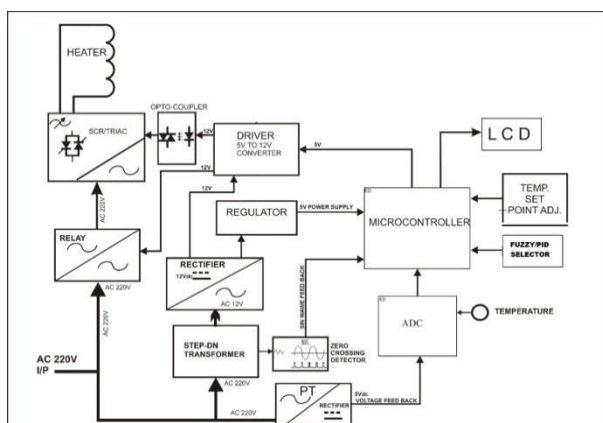 HEATER
OPTO-COUPLER
SCR/TRIAC
12V
DRIVER
5V TO 12V
CONVERTER
5V
LCD
12V
12V
AC 220V
REGULATOR
5V POWER SUPPLY
MICROCONTROLLER
TEMP.
SET
POINT ADJ.
RELAY
FUZZY/PID
SELECTOR
AC 220V
RECTIFIER
12Vdc
AC 12V
SIN WAWE FEED BACK
AC 220V
ADC
TEMPERATURE
STEP-DN
TRANSFORMER
ZERO
CROSSING
DETECTOR
AC 220V
I/P
AC 220V
PT
RECTIFIER
5Vdc
VOLTAGE FEED BACK
AC 220V